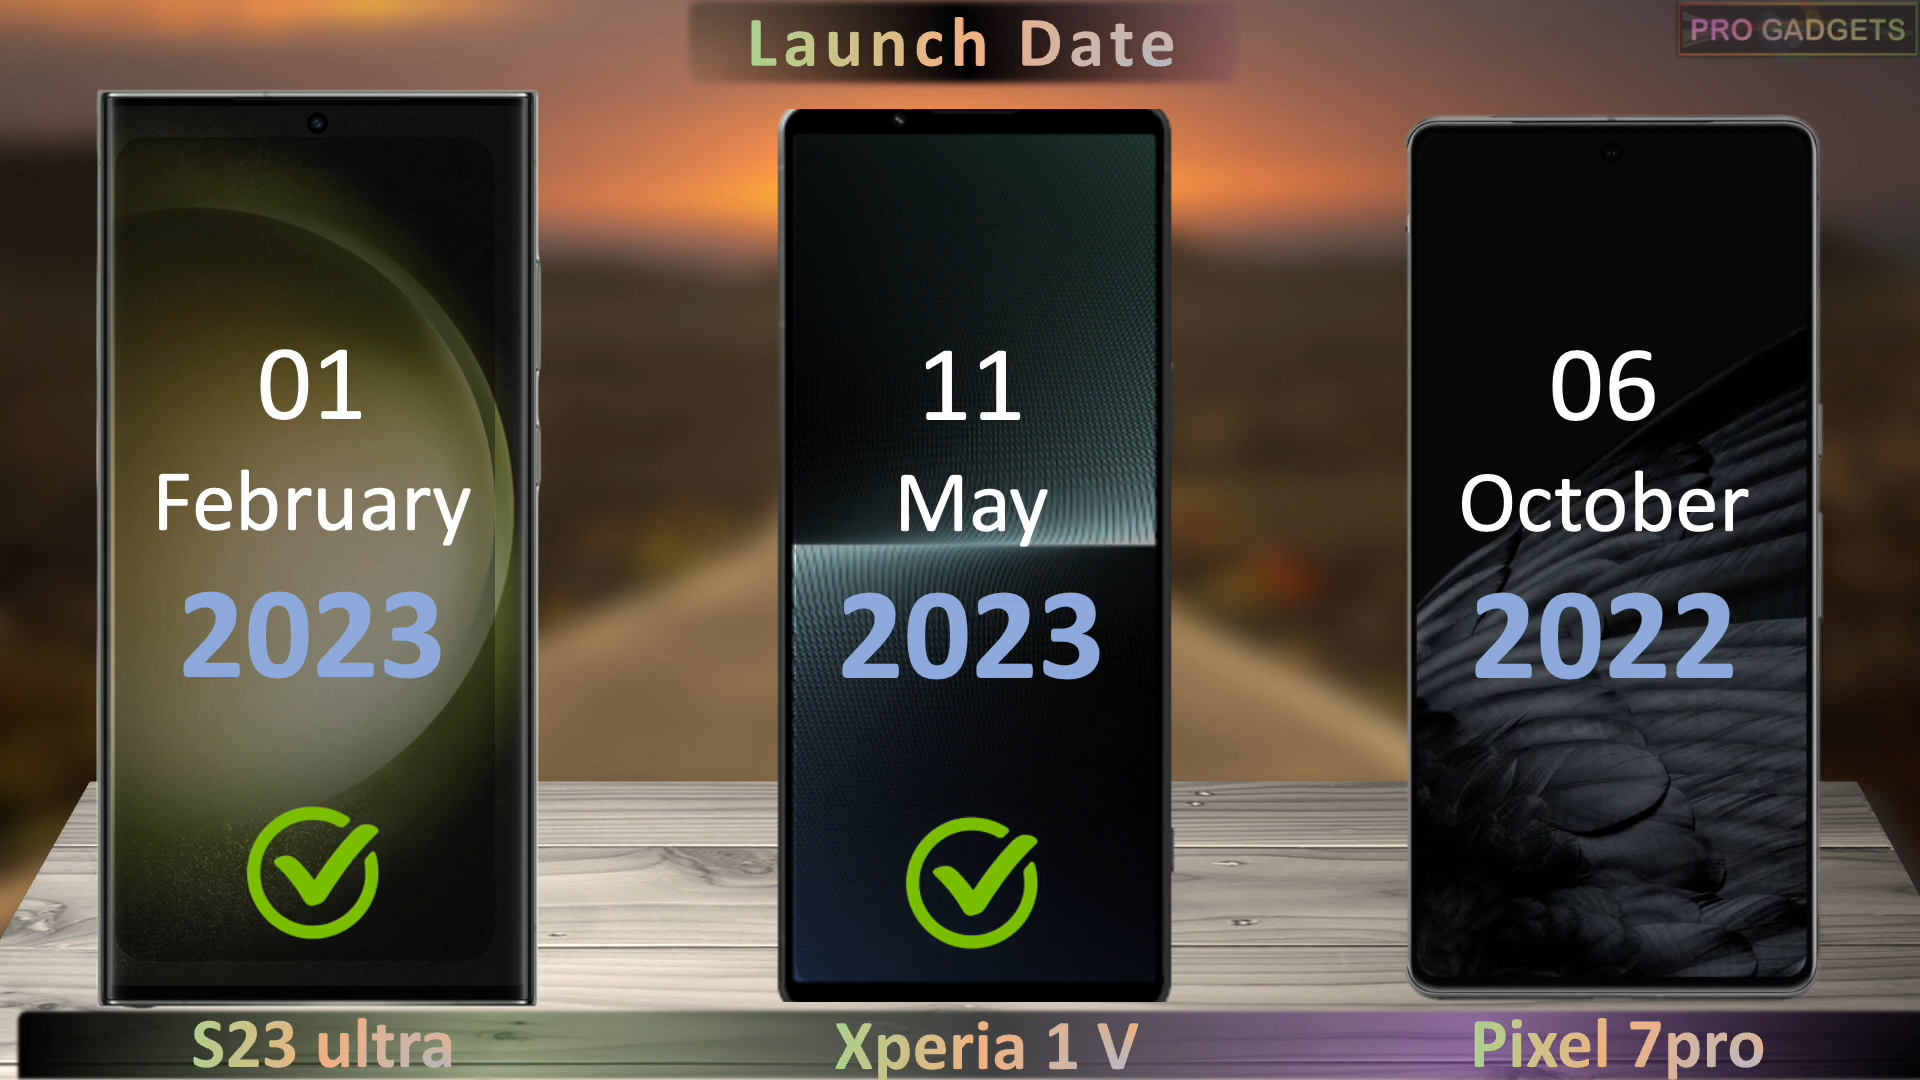 Launch Date
PRO GADGETS
01
February
2023
11
May
2023
06
October
2022
S23 ultra
Xperia 1 V
Pixel 7pro